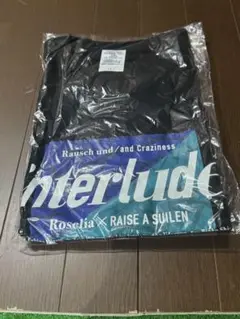 Rausch und/and Craziness
Interlude
Roselia × RAISE A SUILEN